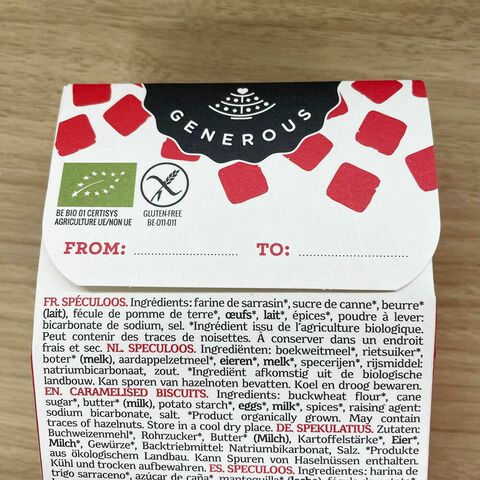 GENEROUS
BE BIO 01 CERTISYS
AGRICULTURE UE/NON UE
GLUTEN-FREE
BE-011-011
FROM: TO:
FR. SPÉCULOOS. Ingrédients: farine de sarrasin*, sucre de canne*, beurre*
(lait), fécule de pomme de terre*, œufs*, lait*, épices*, poudre à lever:
bicarbonate de sodium, sel. *Ingrédient issu de l'agriculture biologique.
Peut contenir des traces de noisettes. À conserver dans un endroit
frais et sec. NL. SPECULOOS. Ingrediënten: boekweitmeel*, rietsuiker*,
boter* (melk), aardappelzetmeel*, eieren*, melk*, specerijen*, rijsmiddel:
natriumbicarbonaat, zout. *Ingrediënt afkomstig uit de biologische
landbouw. Kan sporen van hazelnoten bevatten. Koel en droog bewaren.
EN. CARAMELISED BISCUITS. Ingredients: buckwheat flour*, cane
sugar*, butter* (milk), potato starch*, eggs*, milk*, spices*, raising agent:
sodium bicarbonate, salt. *Product organically grown. May contain
traces of hazelnuts. Store in a cool dry place. DE. SPEKULATIUS. Zutaten:
Buchweizenmehl*, Rohrzucker*, Butter* (Milch), Kartoffelstärke*, Eier*,
Milch*, Gewürze*, Backtriebmittel: Natriumbikarbonat, Salz. *Produkte
aus ökologischem Landbau. Kann Spuren von Haselnüssen enthalten.
Kühl und trocken aufbewahren. ES. SPECULOOS. Ingredientes: harina de
trigo sarraceno*, azúcar de caña*, mantequilla*